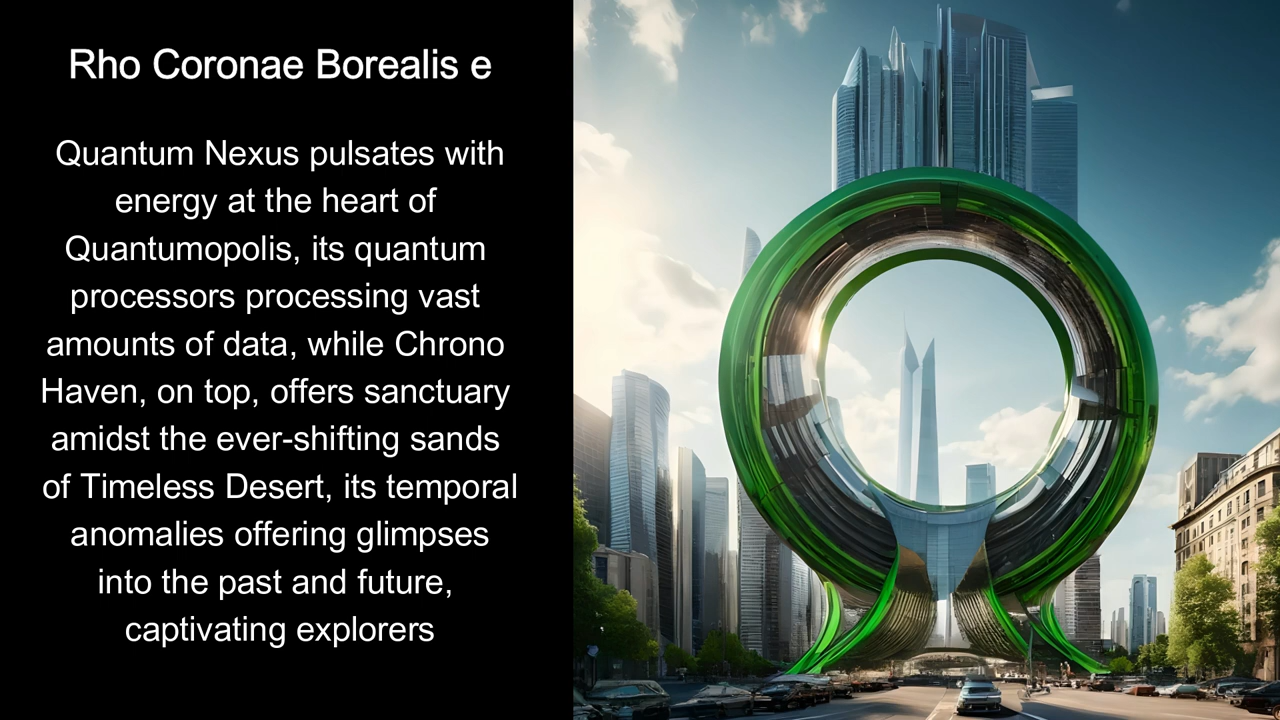 Rho Coronae Borealis e
Quantum Nexus pulsates with
energy at the heart of
Quantumopolis, its quantum
processors processing vast
amounts of data, while Chrono
Haven, on top, offers sanctuary
amidst the ever-shifting sands
of Timeless Desert, its temporal
anomalies offering glimpses
into the past and future,
captivating explorers